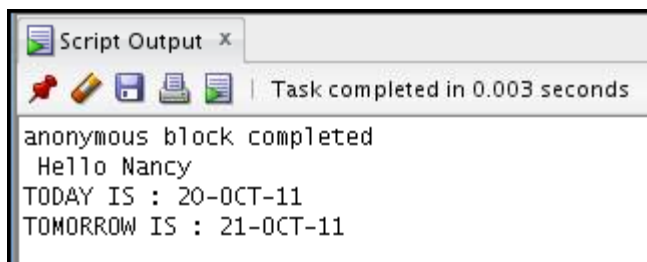 Script Output x
Task completed in 0.003 seconds
anonymous block completed
Hello Nancy
TODAY IS : 20-OCT-11
TOMORROW IS : 21-OCT-11